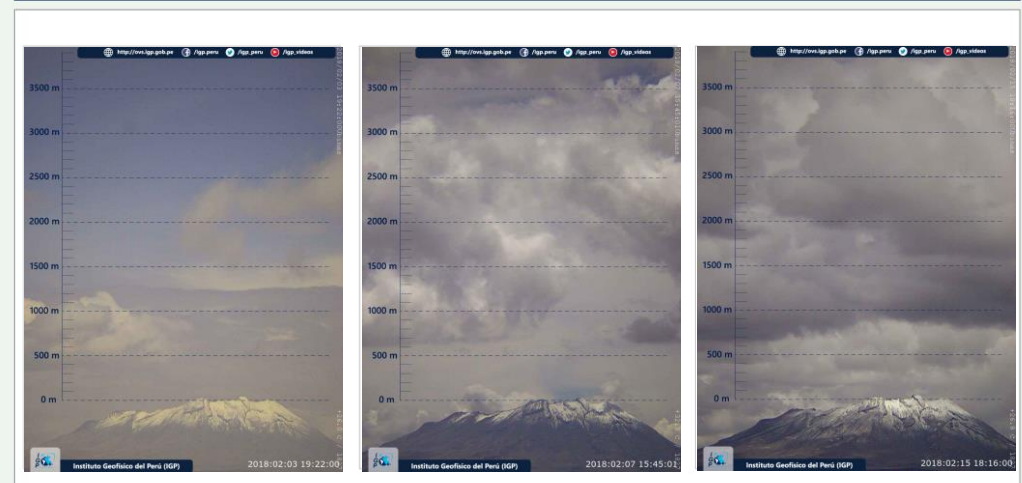 http://ovs.igp.gob.pe /igp.peru /igp_peru /igp_videos
3500 m
3000 m
2500 m
2000 m
1500 m
1000 m
500 m
0 m
Instituto Geofísico del Perú (IGP)
2018:02:03 19:22:00
http://ovs.igp.gob.pe /igp.peru /igp_peru /igp_videos
3500 m
3000 m
2500 m
2000 m
1500 m
1000 m
500 m
0 m
Instituto Geofísico del Perú (IGP)
2018:02:07 15:45:01
http://ovs.igp.gob.pe /igp.peru /igp_peru /igp_videos
3500 m
3000 m
2500 m
2000 m
1500 m
1000 m
500 m
0 m
Instituto Geofísico del Perú (IGP)
2018:02:15 18:16:00